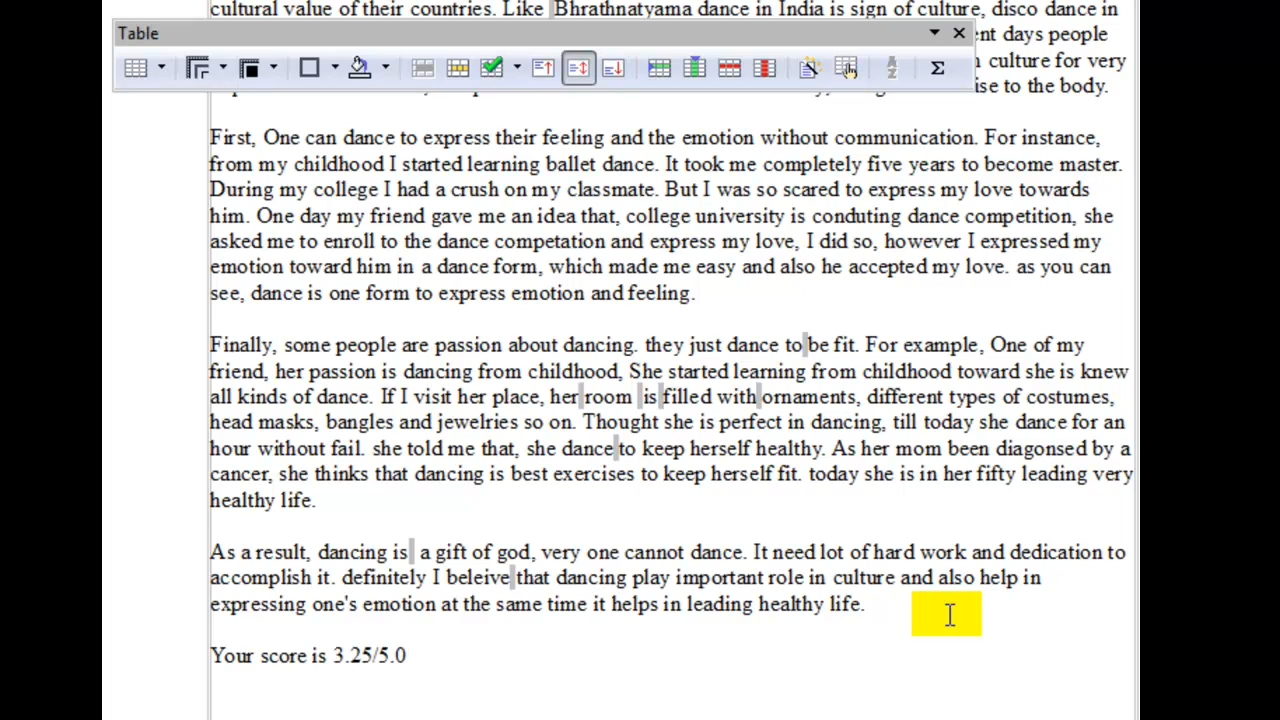 cultural value of their countries. Like Bhrathnatyama dance in India is sign of culture, disco dance in
Table
nt days people
culture for very
ise to the body.
First, One can dance to express their feeling and the emotion without communication. For instance,
from my childhood I started learning ballet dance. It took me completely five years to become master.
During my college I had a crush on my classmate. But I was so scared to express my love towards
him. One day my friend gave me an idea that, college university is conduting dance competition, she
asked me to enroll to the dance competation and express my love, I did so, however I expressed my
emotion toward him in a dance form, which made me easy and also he accepted my love. as you can
see, dance is one form to express emotion and feeling.
Finally, some people are passion about dancing. they just dance to be fit. For example, One of my
friend, her passion is dancing from childhood, She started learning from childhood toward she is knew
all kinds of dance. If I visit her place, her room is filled with ornaments, different types of costumes,
head masks, bangles and jewelries so on. Thought she is perfect in dancing, till today she dance for an
hour without fail. she told me that, she dance to keep herself healthy. As her mom been diagonsed by a
cancer, she thinks that dancing is best exercises to keep herself fit. today she is in her fifty leading very
healthy life.
As a result, dancing is a gift of god, very one cannot dance. It need lot of hard work and dedication to
accomplish it. definitely I beleive that dancing play important role in culture and also help in
expressing one's emotion at the same time it helps in leading healthy life.
Your score is 3.25/5.0